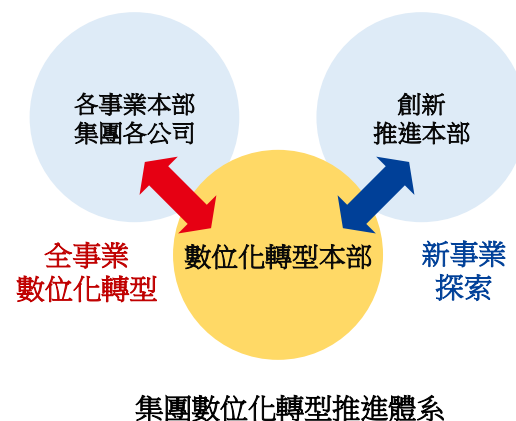 各事業本部
集團各公司
創新
推進本部
全事業
數位化轉型
數位化轉型本部
新事業
探索
集團數位化轉型推進體系